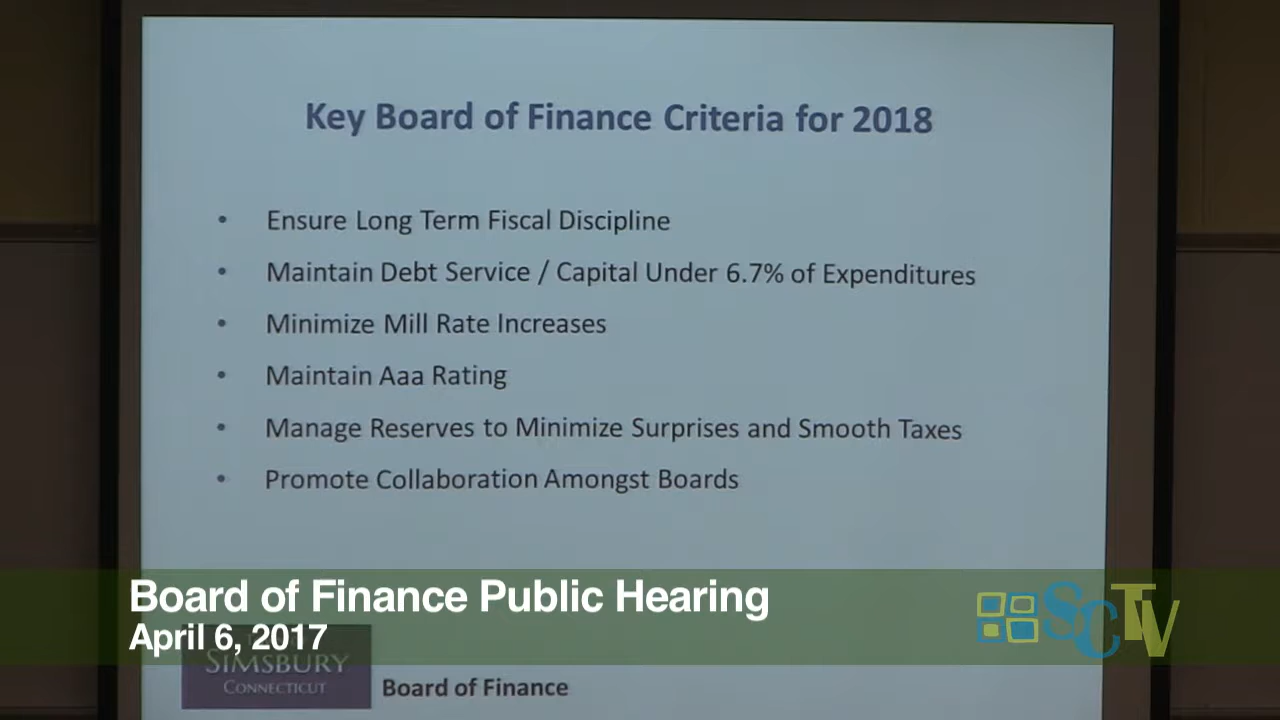 Key Board of Finance Criteria for 2018
• Ensure Long Term Fiscal Discipline
• Maintain Debt Service / Capital Under 6.7% of Expenditures
• Minimize Mill Rate Increases
• Maintain Aaa Rating
• Manage Reserves to Minimize Surprises and Smooth Taxes
• Promote Collaboration Amongst Boards
Board of Finance Public Hearing
April 6, 2017
SCTV
SIMSBURY
CONNECTICUT
Board of Finance